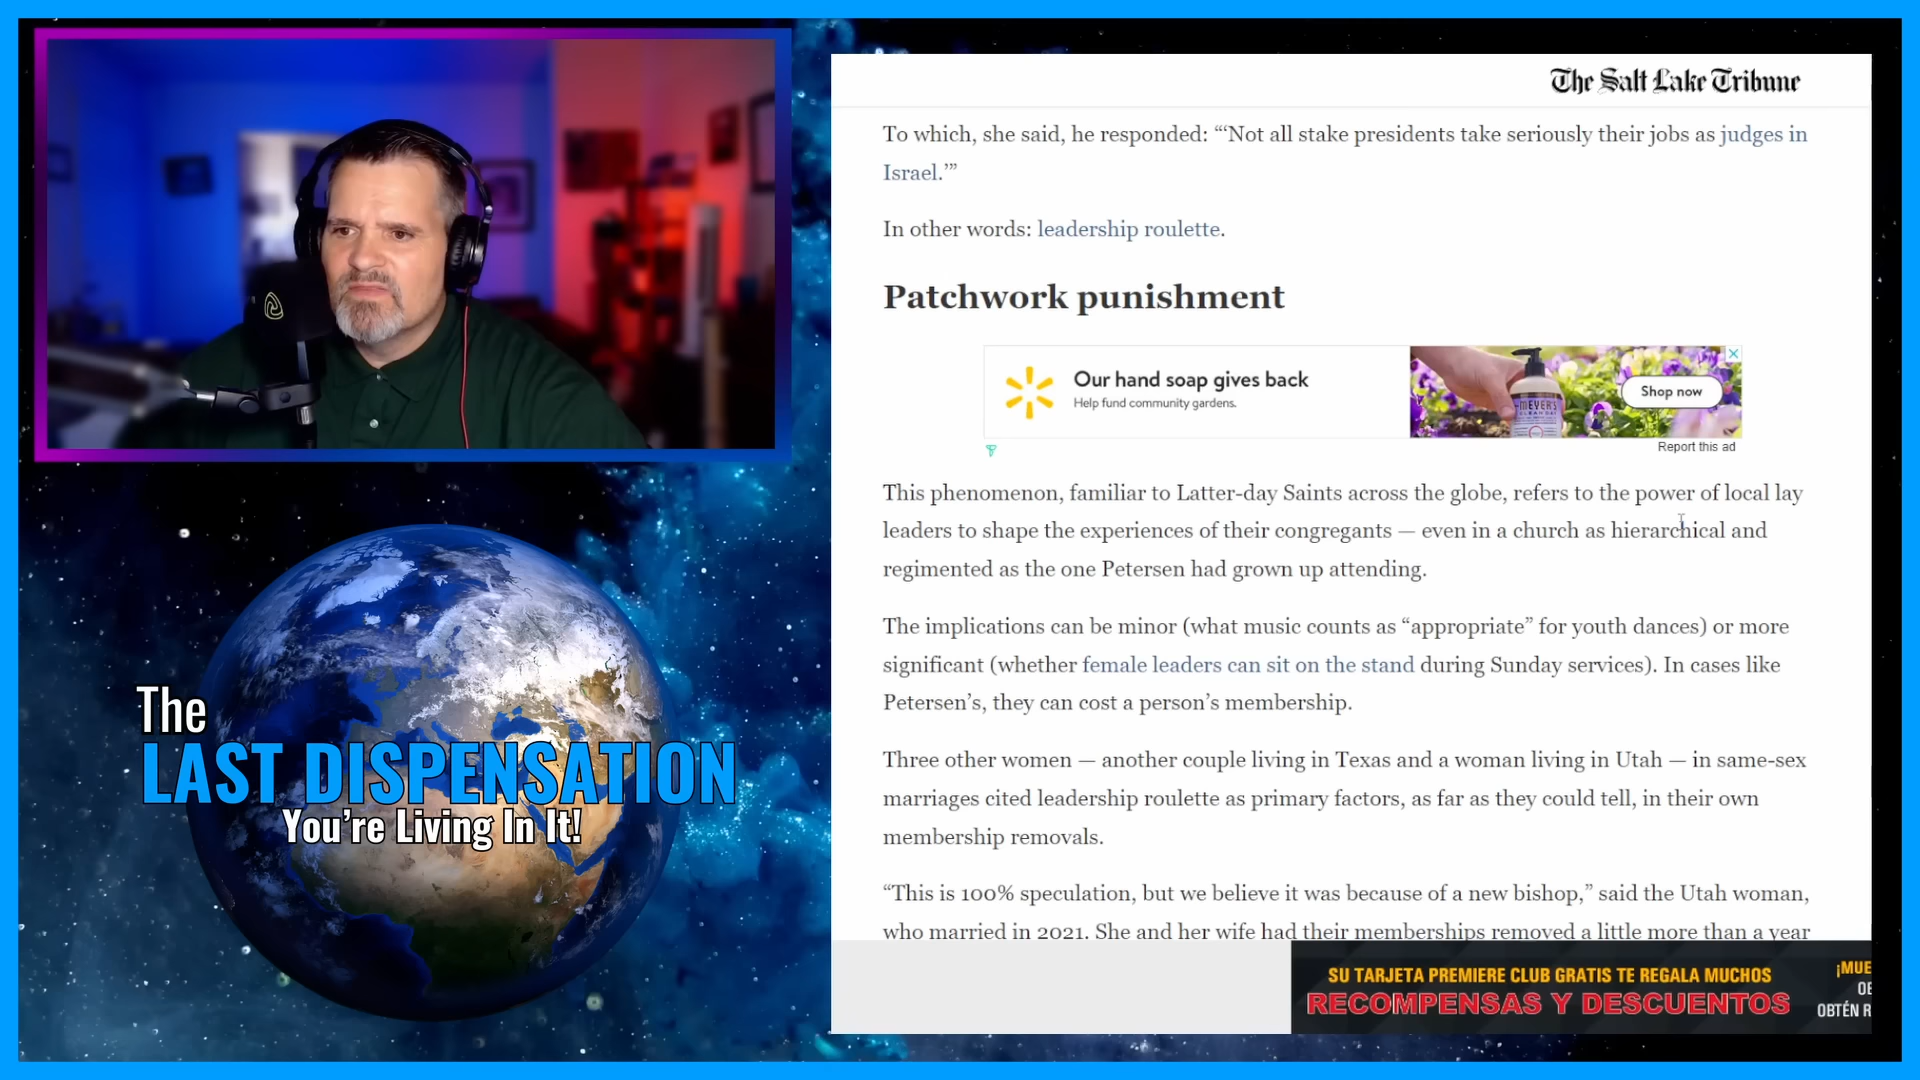 The Salt Lake Tribune
To which, she said, he responded: “‘Not all stake presidents take seriously their jobs as judges in
Israel.’”
In other words: leadership roulette.
Patchwork punishment
Our hand soap gives back
Help fund community gardens.
MEYER'S
CLEAN DAY
Shop now
Report this ad
This phenomenon, familiar to Latter-day Saints across the globe, refers to the power of local lay
leaders to shape the experiences of their congregants — even in a church as hierarchical and
regimented as the one Petersen had grown up attending.
The implications can be minor (what music counts as “appropriate” for youth dances) or more
significant (whether female leaders can sit on the stand during Sunday services). In cases like
Petersen’s, they can cost a person’s membership.
Three other women — another couple living in Texas and a woman living in Utah — in same-sex
marriages cited leadership roulette as primary factors, as far as they could tell, in their own
membership removals.
“This is 100% speculation, but we believe it was because of a new bishop,” said the Utah woman,
who married in 2021. She and her wife had their memberships removed a little more than a year
SU TARJETA PREMIERE CLUB GRATIS TE REGALA MUCHOS
RECOMPENSAS Y DESCUENTOS
¡MUE
OB
OBTÉN R
The
LAST DISPENSATION
You're Living In It!